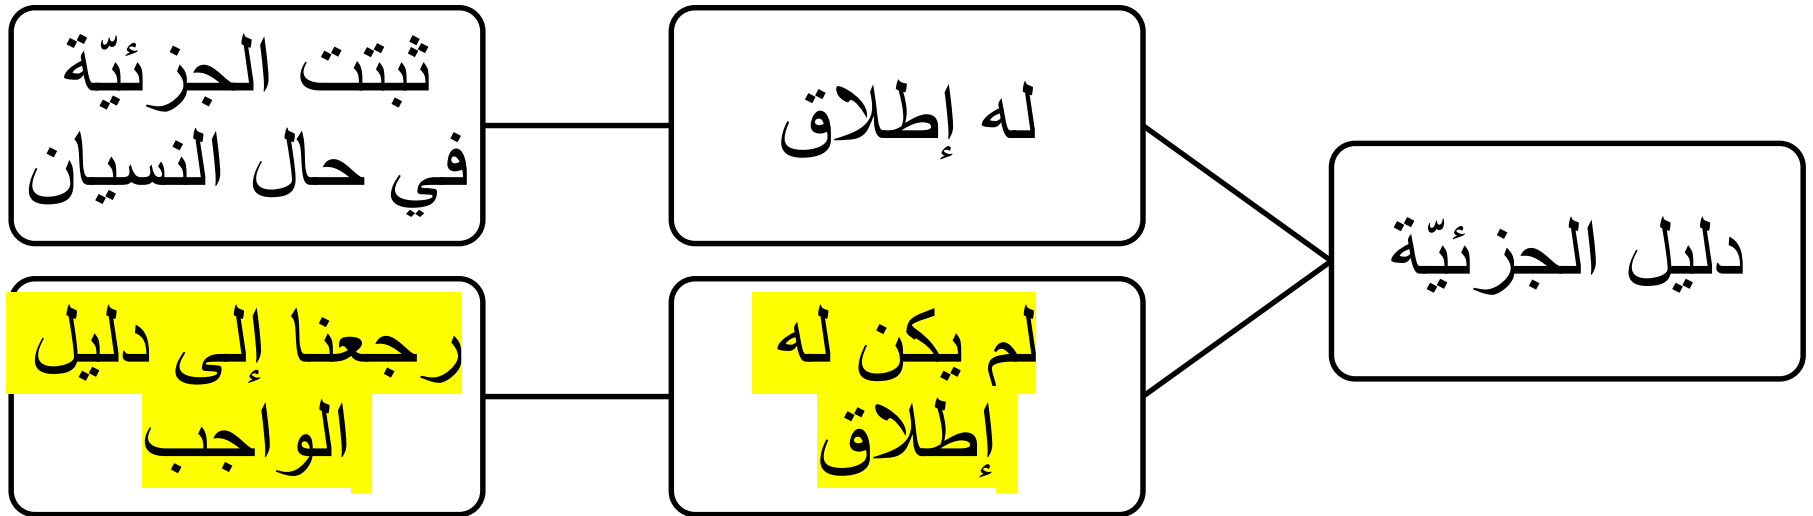 دليل الجزئيّة
له إطلاق
ثبتت الجزئيّة
في حال النسيان
لم يكن له
إطلاق
رجعنا إلى دليل
الواجب